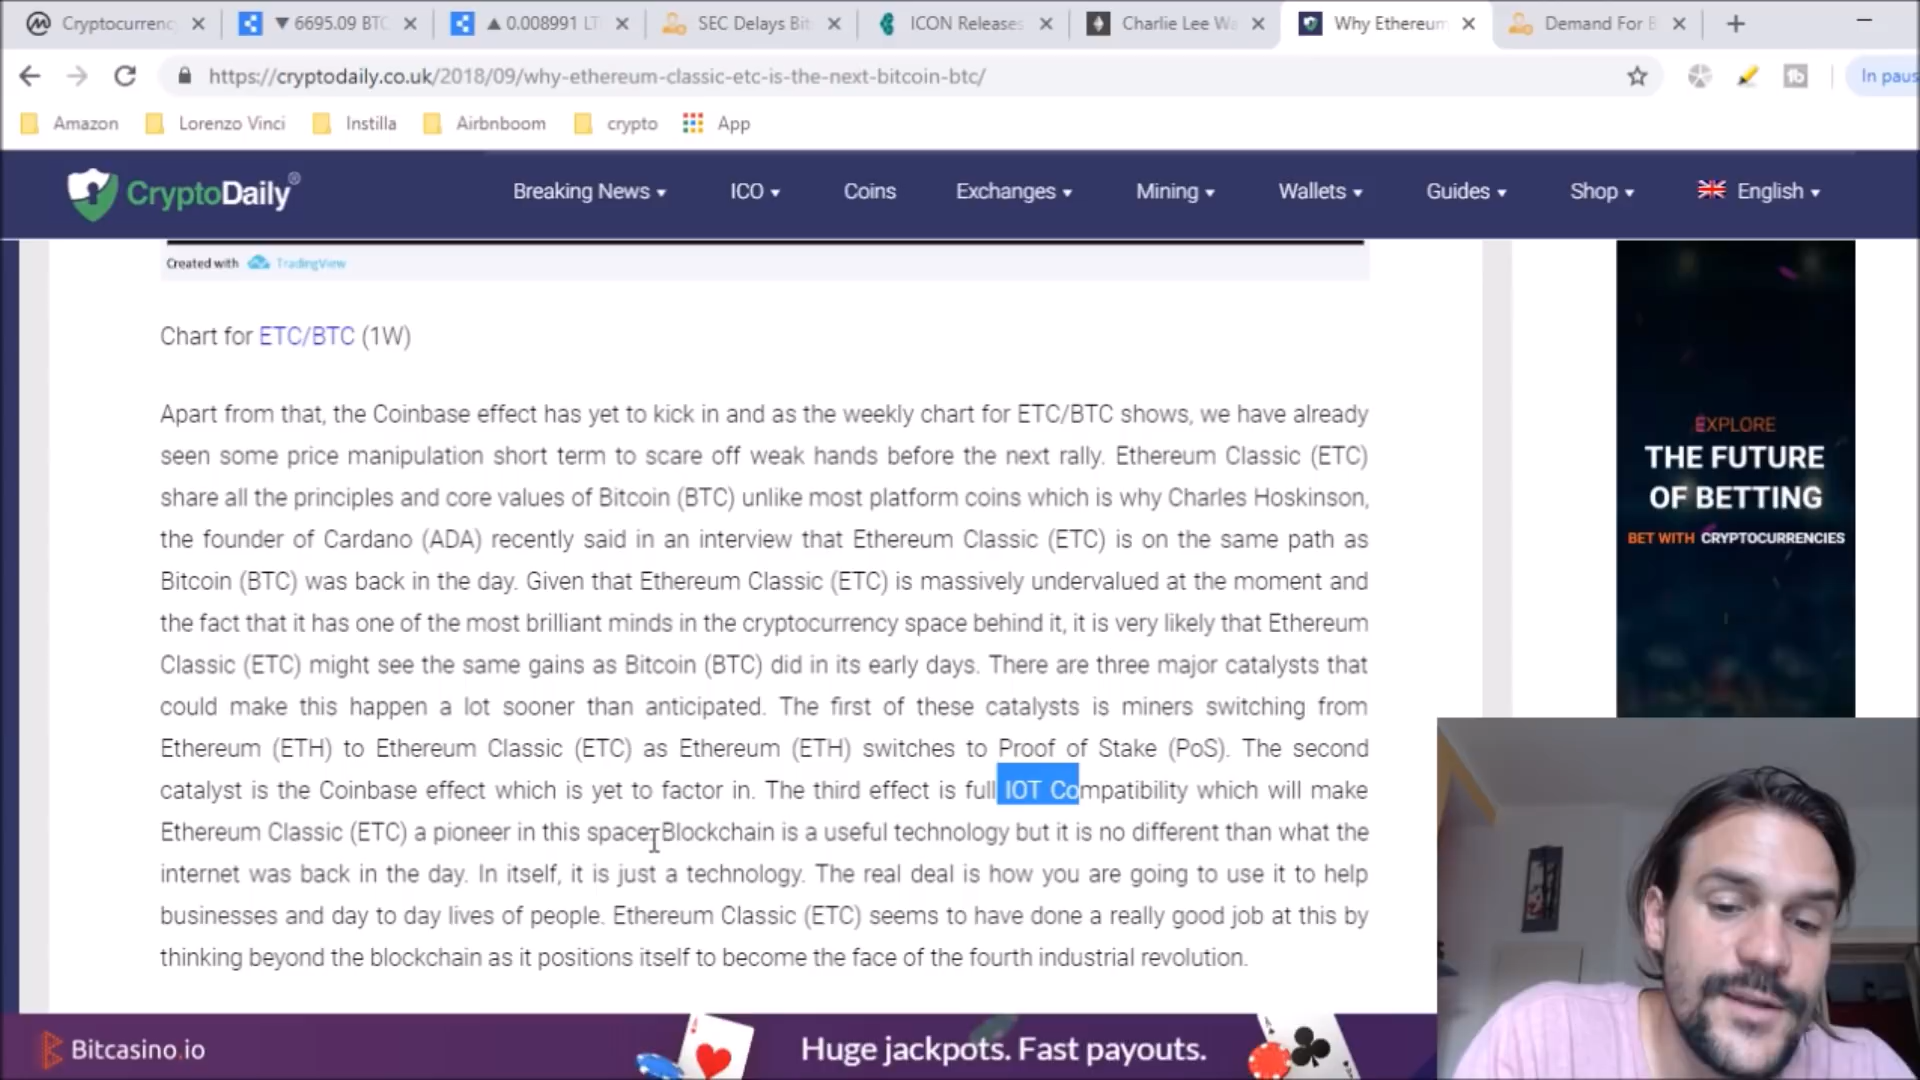 Cryptocurrenc
▼ 6695.09 BTC
▲ 0.008991 LT
SEC Delays Bit
ICON Releases
Charlie Lee Wa
Why Ethereum
Demand For B
https://cryptodaily.co.uk/2018/09/why-ethereum-classic-etc-is-the-next-bitcoin-btc/
In paus
Amazon
Lorenzo Vinci
Instilla
Airbnboom
crypto
App
CryptoDaily®
Breaking News
ICO
Coins
Exchanges
Mining
Wallets
Guides
Shop
English
Created with TradingView
Chart for ETC/BTC (1W)
Apart from that, the Coinbase effect has yet to kick in and as the weekly chart for ETC/BTC shows, we have already
seen some price manipulation short term to scare off weak hands before the next rally. Ethereum Classic (ETC)
share all the principles and core values of Bitcoin (BTC) unlike most platform coins which is why Charles Hoskinson,
the founder of Cardano (ADA) recently said in an interview that Ethereum Classic (ETC) is on the same path as
Bitcoin (BTC) was back in the day. Given that Ethereum Classic (ETC) is massively undervalued at the moment and
the fact that it has one of the most brilliant minds in the cryptocurrency space behind it, it is very likely that Ethereum
Classic (ETC) might see the same gains as Bitcoin (BTC) did in its early days. There are three major catalysts that
could make this happen a lot sooner than anticipated. The first of these catalysts is miners switching from
Ethereum (ETH) to Ethereum Classic (ETC) as Ethereum (ETH) switches to Proof of Stake (PoS). The second
catalyst is the Coinbase effect which is yet to factor in. The third effect is full IOT Compatibility which will make
Ethereum Classic (ETC) a pioneer in this space. Blockchain is a useful technology but it is no different than what the
internet was back in the day. In itself, it is just a technology. The real deal is how you are going to use it to help
businesses and day to day lives of people. Ethereum Classic (ETC) seems to have done a really good job at this by
thinking beyond the blockchain as it positions itself to become the face of the fourth industrial revolution.
EXPLORE
THE FUTURE
OF BETTING
BET WITH CRYPTOCURRENCIES
Bitcasino.io
Huge jackpots. Fast payouts.